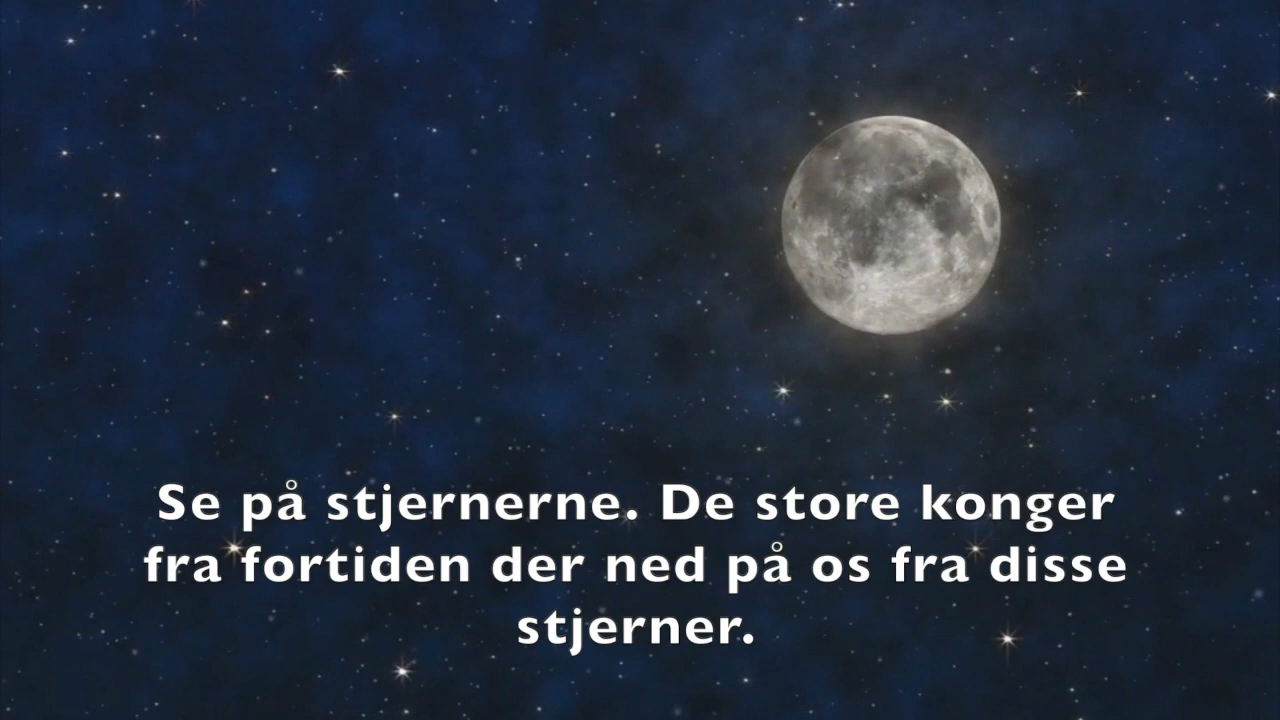 Se på stjernerne. De store konger
fra fortiden der ned på os fra disse
stjerner.